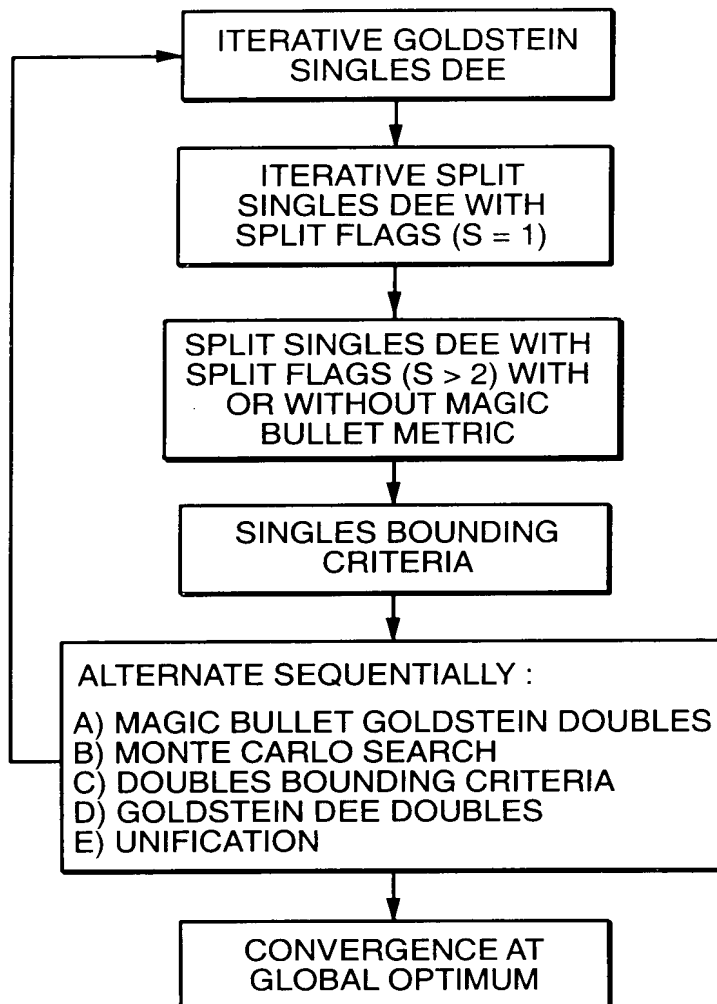 ITERATIVE GOLDSTEIN
SINGLES DEE
ITERATIVE SPLIT
SINGLES DEE WITH
SPLIT FLAGS (S = 1)
SPLIT SINGLES DEE WITH
SPLIT FLAGS (S > 2) WITH
OR WITHOUT MAGIC
BULLET METRIC
SINGLES BOUNDING
CRITERIA
ALTERNATE SEQUENTIALLY :
A) MAGIC BULLET GOLDSTEIN DOUBLES
B) MONTE CARLO SEARCH
C) DOUBLES BOUNDING CRITERIA
D) GOLDSTEIN DEE DOUBLES
E) UNIFICATION
CONVERGENCE AT
GLOBAL OPTIMUM